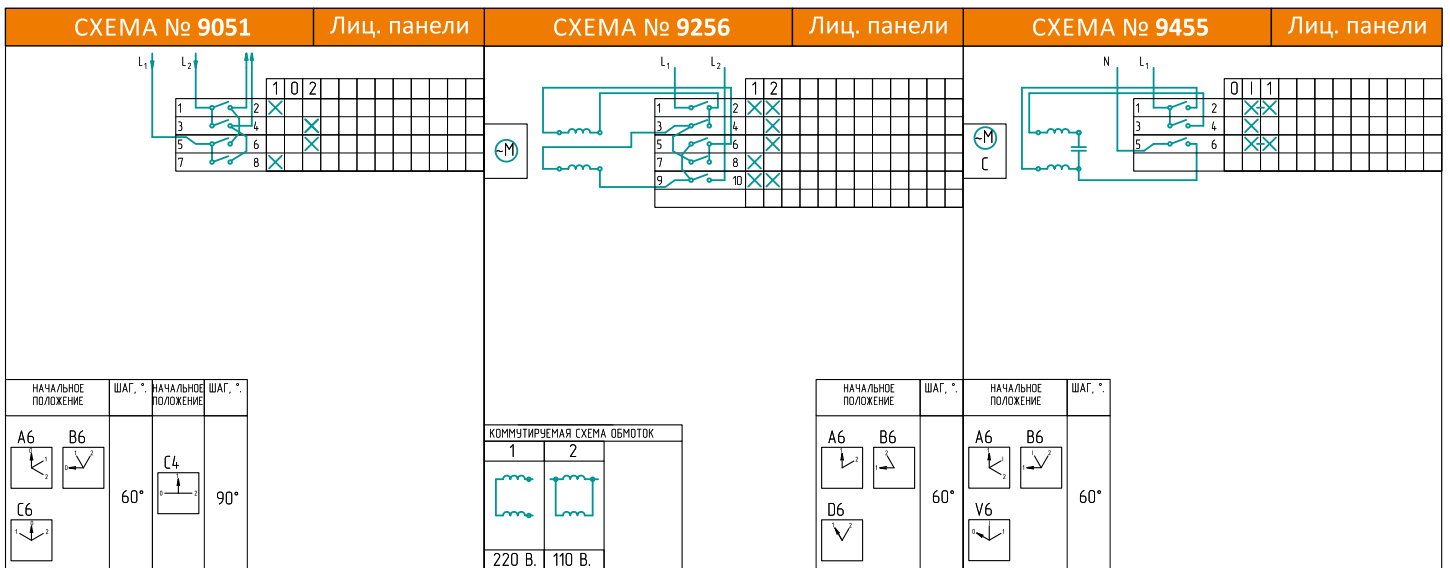 СХЕМА № 9051 Лиц. панели
L₁ L₂
1 0 2
1 2
3 4
5 6
7 8
НАЧАЛЬНОЕ ПОЛОЖЕНИЕ ШАГ, °. НАЧАЛЬНОЕ ПОЛОЖЕНИЕ ШАГ, °.
A6 B6
C4
60° 90°
C6
СХЕМА № 9256 Лиц. панели
L₁ L₂
1 2
1 2
3 4
5 6
7 8
9 10
~M
КОММУТИРУЕМАЯ СХЕМА ОБМОТОК
1 2
220 В. 110 В.
НАЧАЛЬНОЕ ПОЛОЖЕНИЕ ШАГ, °.
A6 B6
60°
D6
СХЕМА № 9455 Лиц. панели
N L₁
0 I 1
1 2
3 4
5 6
~M
C
НАЧАЛЬНОЕ ПОЛОЖЕНИЕ ШАГ, °.
A6 B6
60°
V6